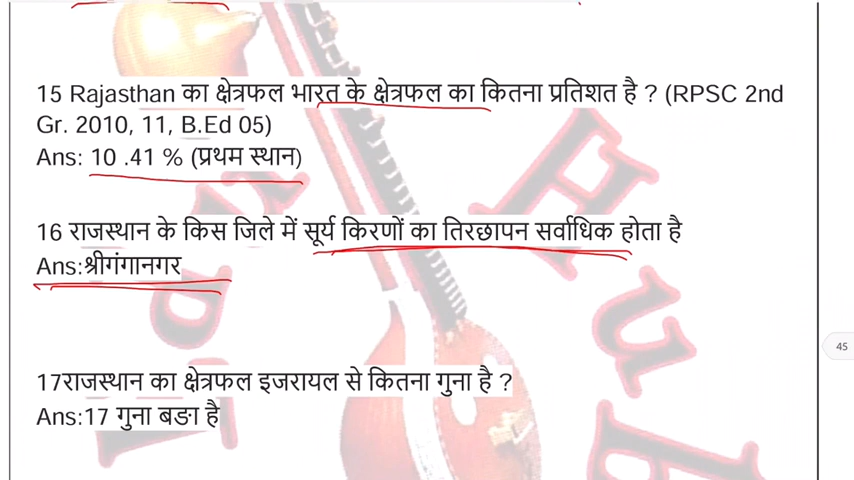 15 Rajasthan का क्षेत्रफल भारत के क्षेत्रफल का कितना प्रतिशत है ? (RPSC 2nd
Gr. 2010, 11, B.Ed 05)
Ans: 10 .41 % (प्रथम स्थान)
16 राजस्थान के किस जिले में सूर्य किरणों का तिरछापन सर्वाधिक होता है
Ans:श्रीगंगानगर
45
17राजस्थान का क्षेत्रफल इजरायल से कितना गुना है ?
Ans:17 गुना बङा है